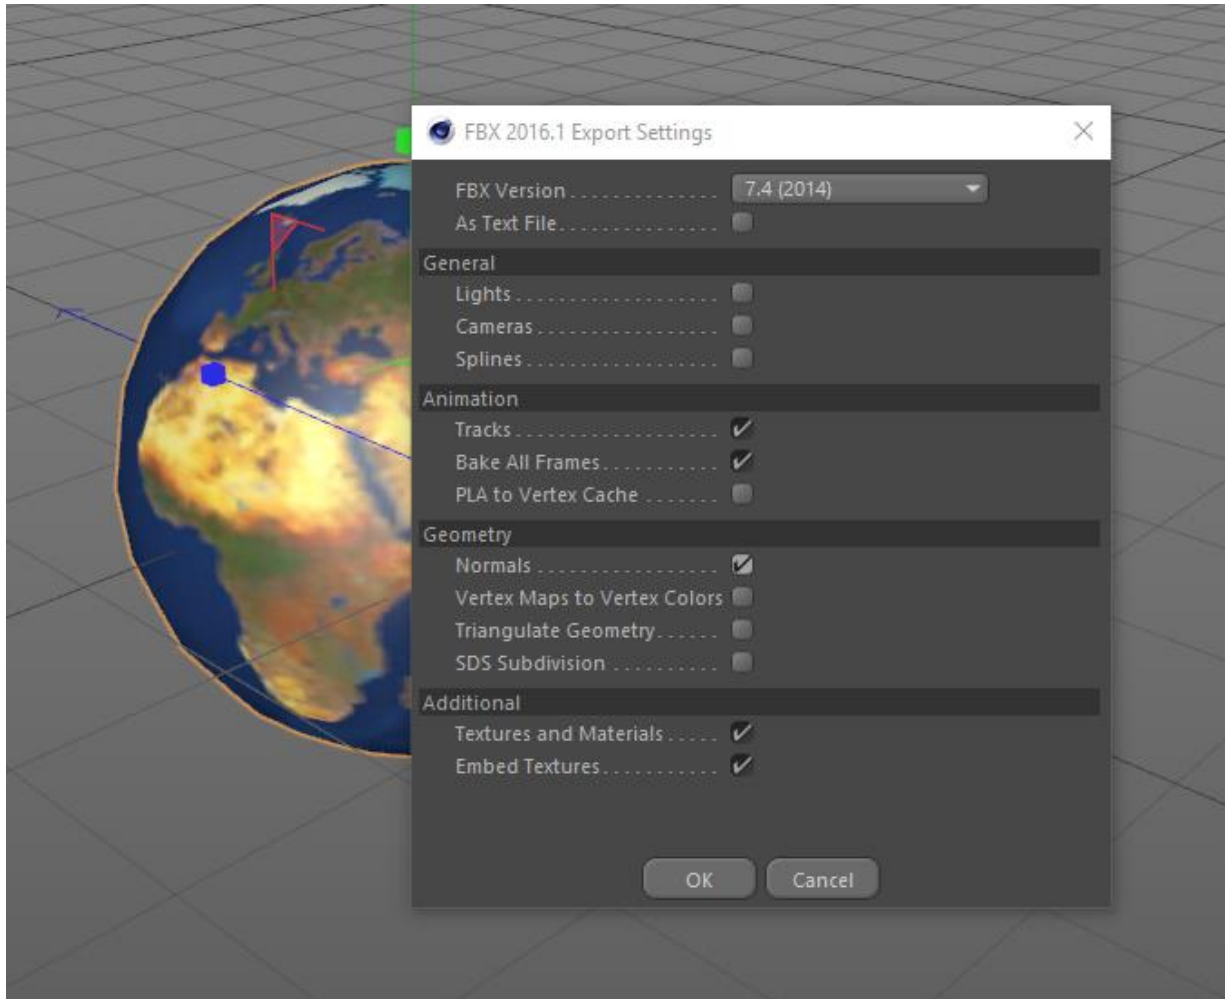 FBX 2016.1 Export Settings
FBX Version . . . . . . . . . . . . . . 7.4 (2014)
As Text File. . . . . . . . . . . . . . .
General
Lights . . . . . . . . . . . . . . . . . . .
Cameras . . . . . . . . . . . . . . . . .
Splines . . . . . . . . . . . . . . . . . .
Animation
Tracks . . . . . . . . . . . . . . . . . . .
Bake All Frames. . . . . . . . . . .
PLA to Vertex Cache . . . . . . .
Geometry
Normals . . . . . . . . . . . . . . . . .
Vertex Maps to Vertex Colors
Triangulate Geometry. . . . . .
SDS Subdivision . . . . . . . . . .
Additional
Textures and Materials . . . . .
Embed Textures. . . . . . . . . . .
OK Cancel